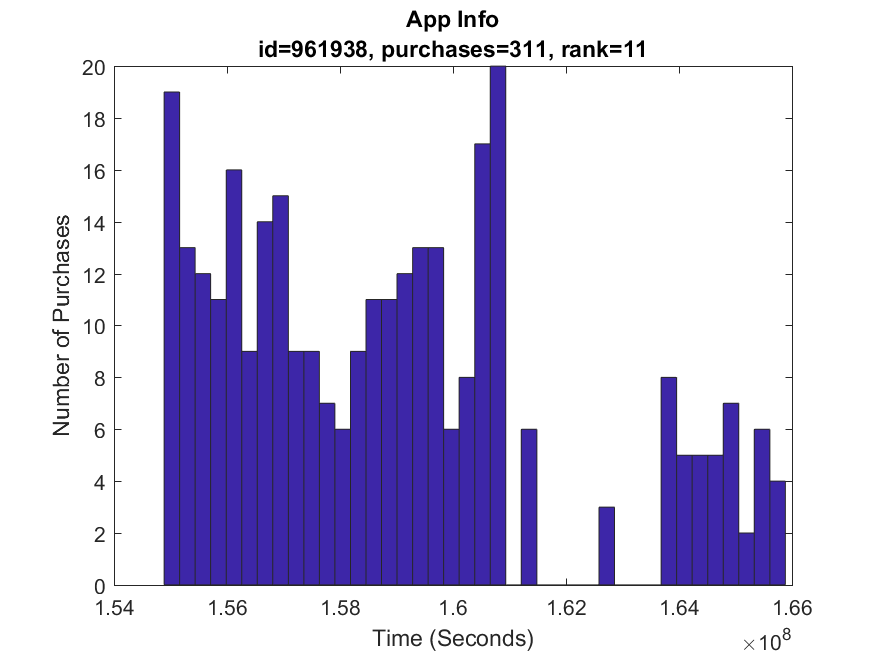 App Info
id=961938, purchases=311, rank=11
20
18
16
14
12
10
8
6
4
2
0
Number of Purchases
1.54 1.56 1.58 1.6 1.62 1.64 1.66
Time (Seconds)
×10^8